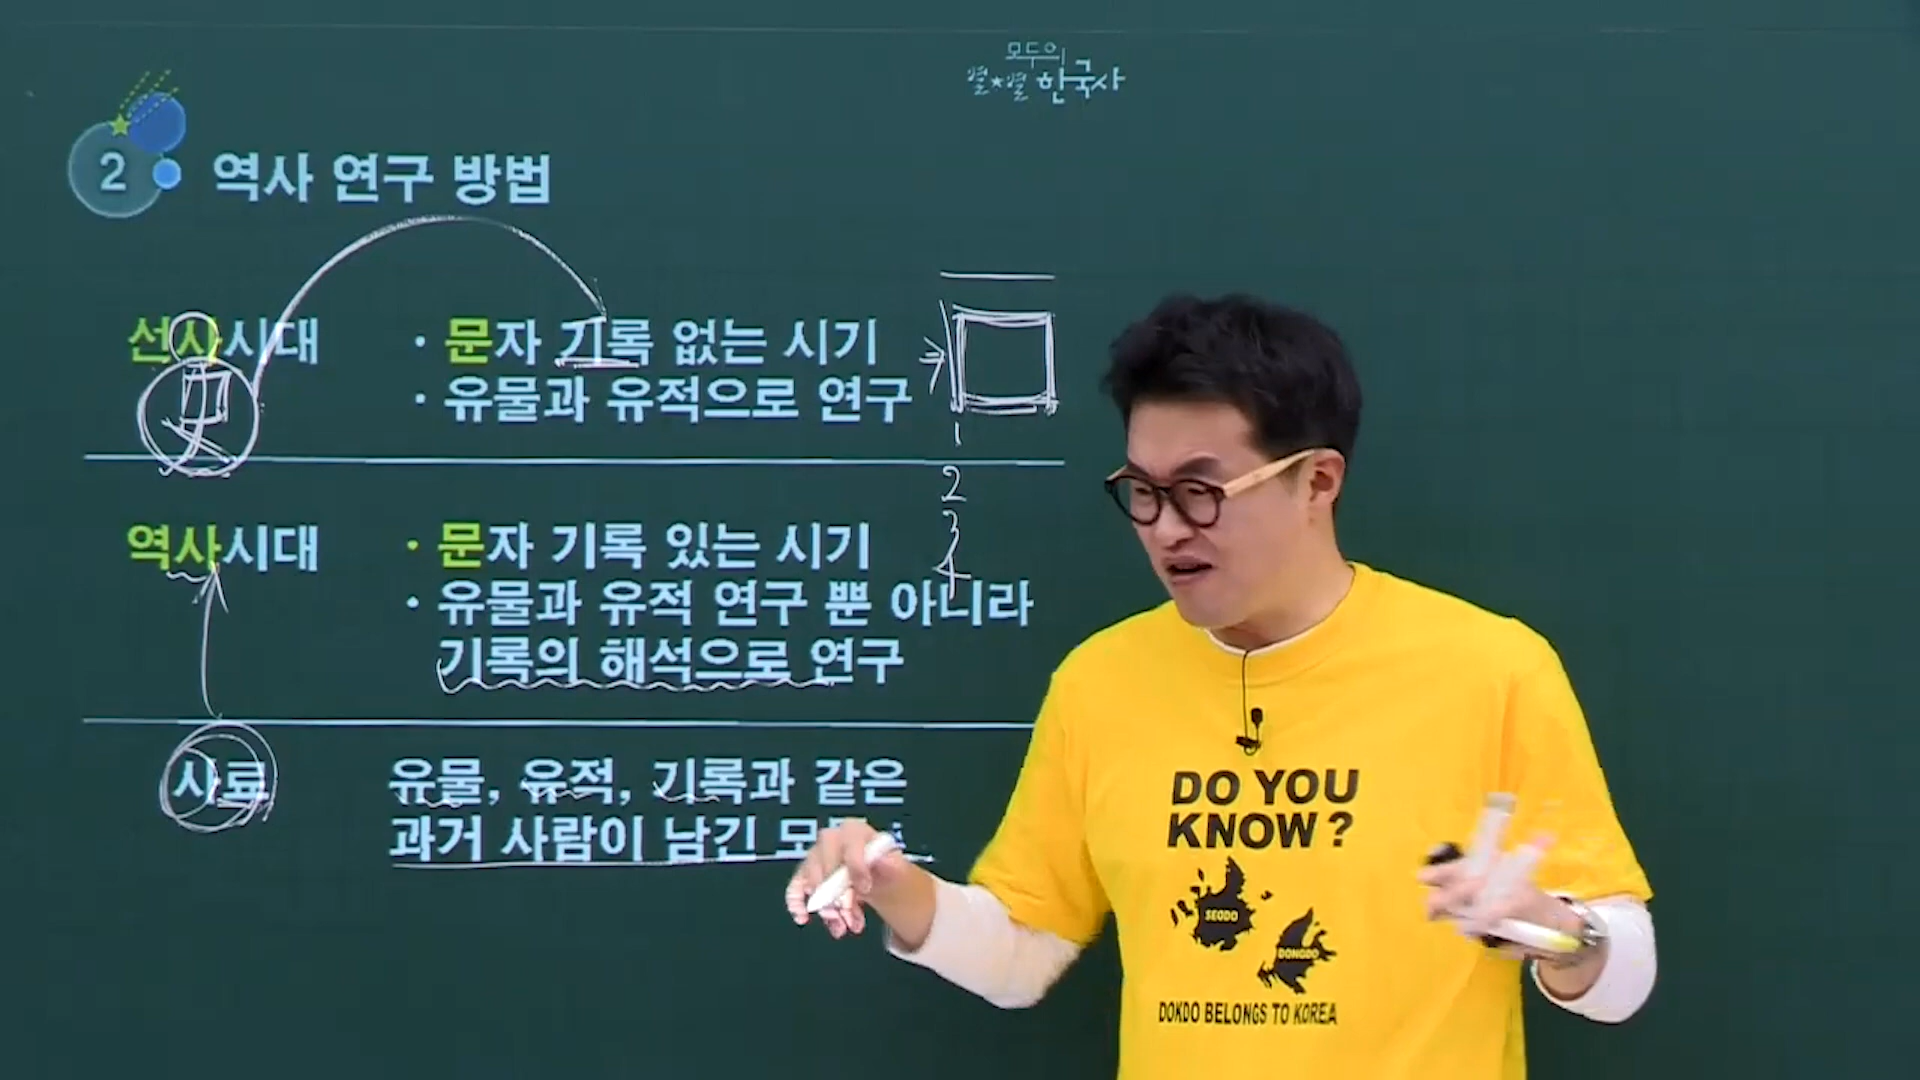 모두의
별★별 한국사
2 역사 연구 방법
선사시대
· 문자 기록 없는 시기
· 유물과 유적으로 연구
史
1
2
3
4
역사시대
· 문자 기록 있는 시기
· 유물과 유적 연구 뿐 아니라
기록의 해석으로 연구
사료
유물, 유적, 기록과 같은
과거 사람이 남긴
DO YOU
KNOW?
SEODO
DONGDO
DOKDO BELONGS TO KOREA